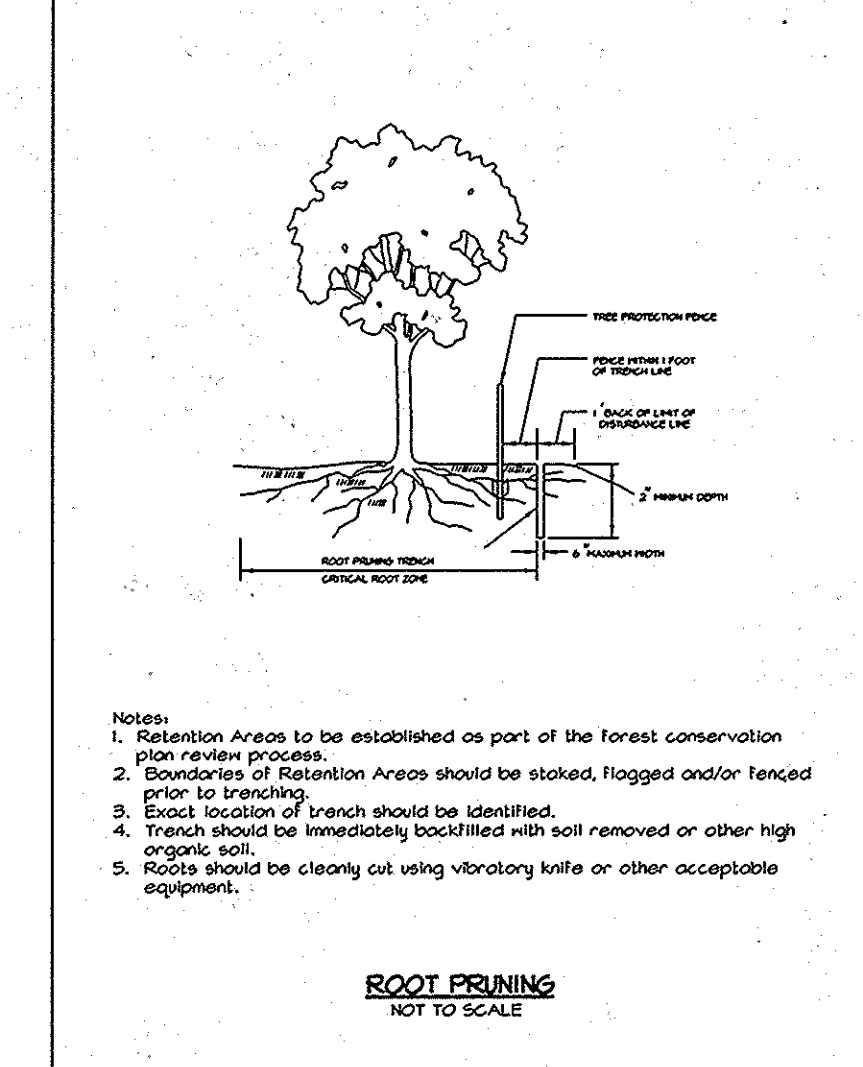 TREE PROTECTION FENCE
FENCE WITHIN 1 FOOT
OF TRENCH LINE
1' BACK OF LIMIT OF
DISTURBANCE LINE
2" MINIMUM DEPTH
6" MAXIMUM WIDTH
ROOT PRUNING TRENCH
CRITICAL ROOT ZONE
Notes:
1. Retention Areas to be established as part of the forest conservation
plan review process.
2. Boundaries of Retention Areas should be staked, flagged and/or fenced
prior to trenching.
3. Exact location of trench should be identified.
4. Trench should be immediately backfilled with soil removed or other high
organic soil.
5. Roots should be cleanly cut using vibratory knife or other acceptable
equipment.
ROOT PRUNING
NOT TO SCALE